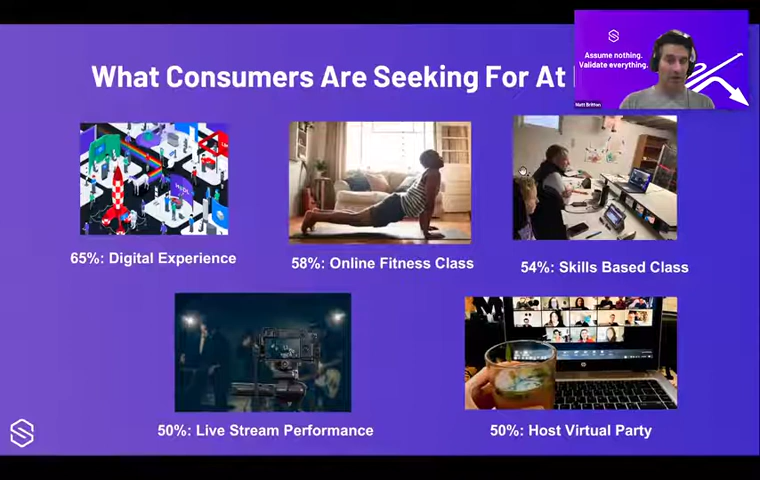 Assume nothing.
Validate everything.
Matt Britton
What Consumers Are Seeking For At
65%: Digital Experience
58%: Online Fitness Class
54%: Skills Based Class
50%: Live Stream Performance
50%: Host Virtual Party